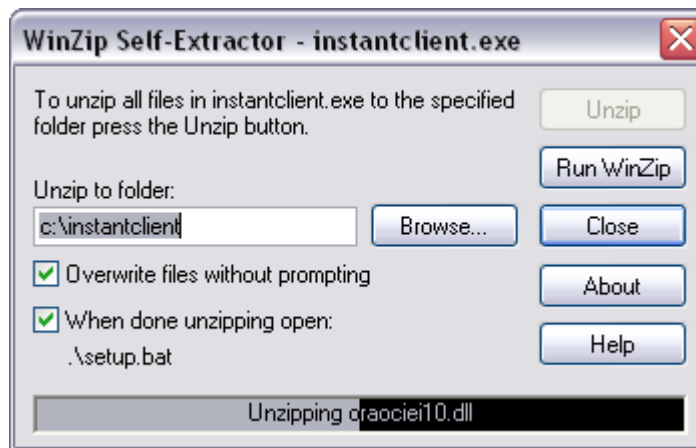 WinZip Self-Extractor - instantclient.exe
To unzip all files in instantclient.exe to the specified
folder press the Unzip button.
Unzip
Run WinZip
Unzip to folder:
c:\instantclient
Browse...
Close
Overwrite files without prompting
About
When done unzipping open:
.\setup.bat
Help
Unzipping oraociei10.dll